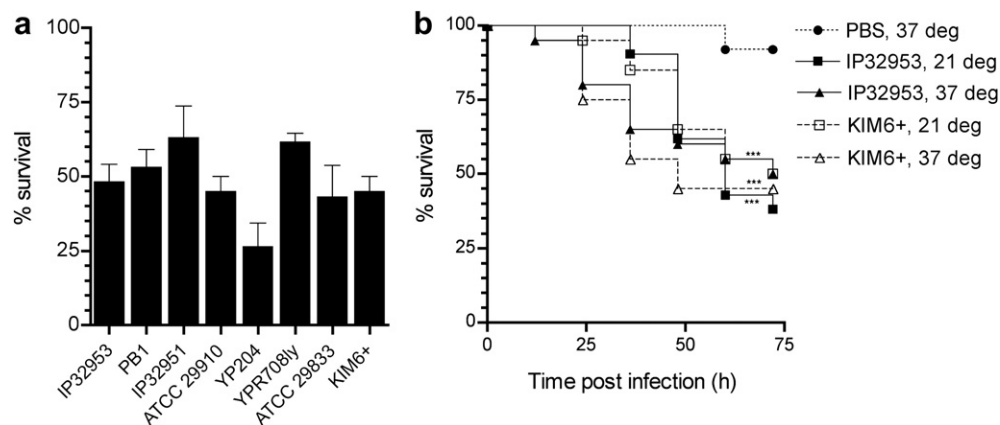 a
100
75
50
25
0
% survival
IP32953
PB1
IP32951
ATCC 29910
YP204
YPR708ly
ATCC 29833
KIM6+
b
100
75
50
25
0
% survival
***
***
***
0
25
50
75
Time post infection (h)
PBS, 37 deg
IP32953, 21 deg
IP32953, 37 deg
KIM6+, 21 deg
KIM6+, 37 deg